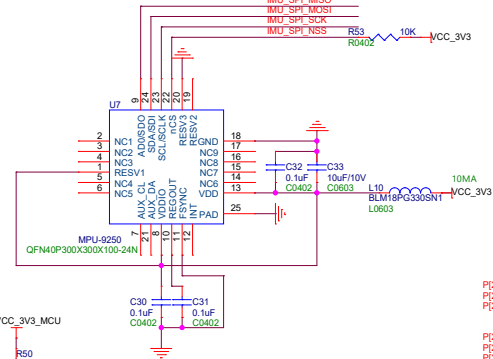 IMU_SPI_MISO
IMU_SPI_MOSI
IMU_SPI_SCK
IMU_SPI_NSS
R53 10K
R0402
VCC_3V3
9 24 23 22 20 19
U7
AD0/SDO
SDA/SDI
SCL/SCLK
nCS
RESV3
RESV2
2 NC1
3 NC2
4 NC3
1 RESV1
5 NC4
6 NC5
GND 18
NC9 17
NC8 16
NC7 15
NC6 14
VDD 13
PAD 25
AUX_CL
AUX_DA
VDDIO
REGOUT
FSYNC
INT
7 21 8 10 11 12
MPU-9250
QFN40P300X300X100-24N
C32
0.1uF
C0402
C33
10uF/10V
C0603
10MA
L10
BLM18PG330SN1
L0603
VCC_3V3
C30
0.1uF
C0402
C31
0.1uF
C0402
VCC_3V3_MCU
R50